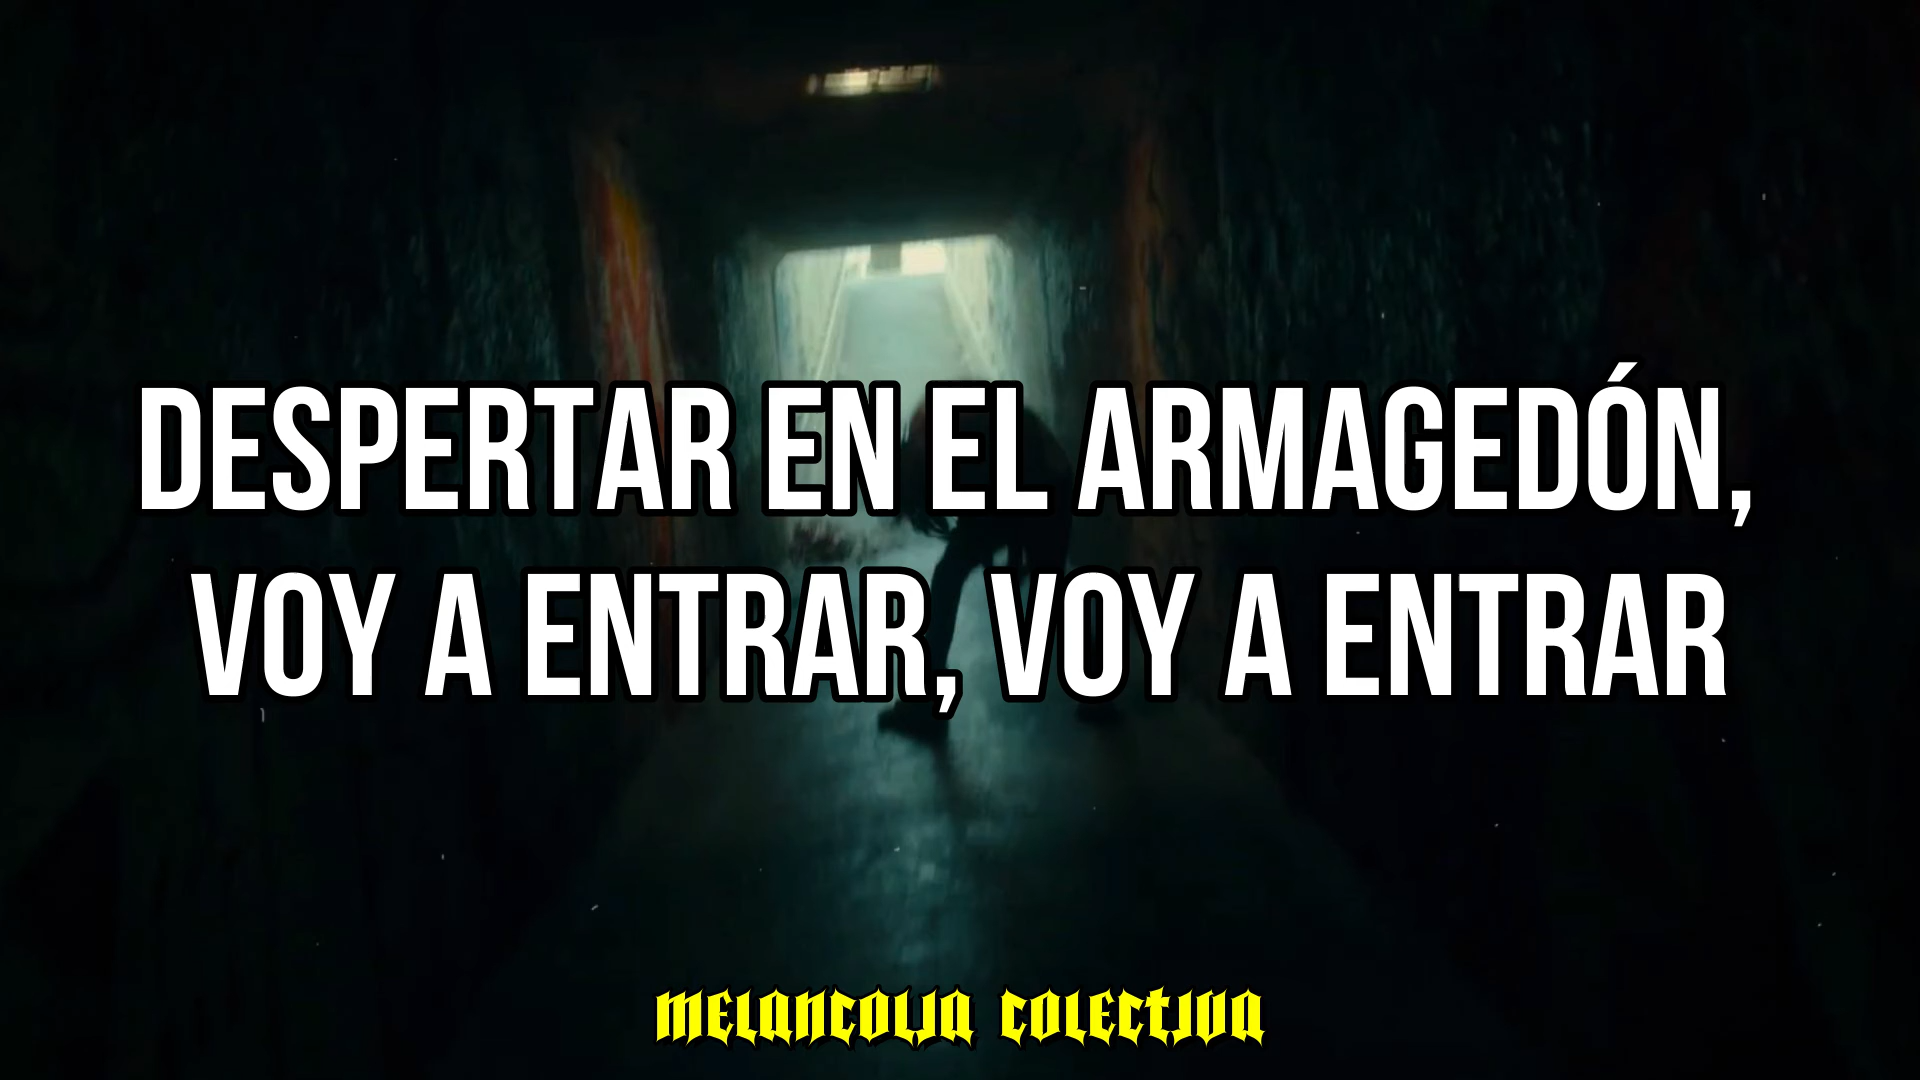 DESPERTAR EN EL ARMAGEDÓN,
VOY A ENTRAR, VOY A ENTRAR
MELANCOLIA COLECTIVA